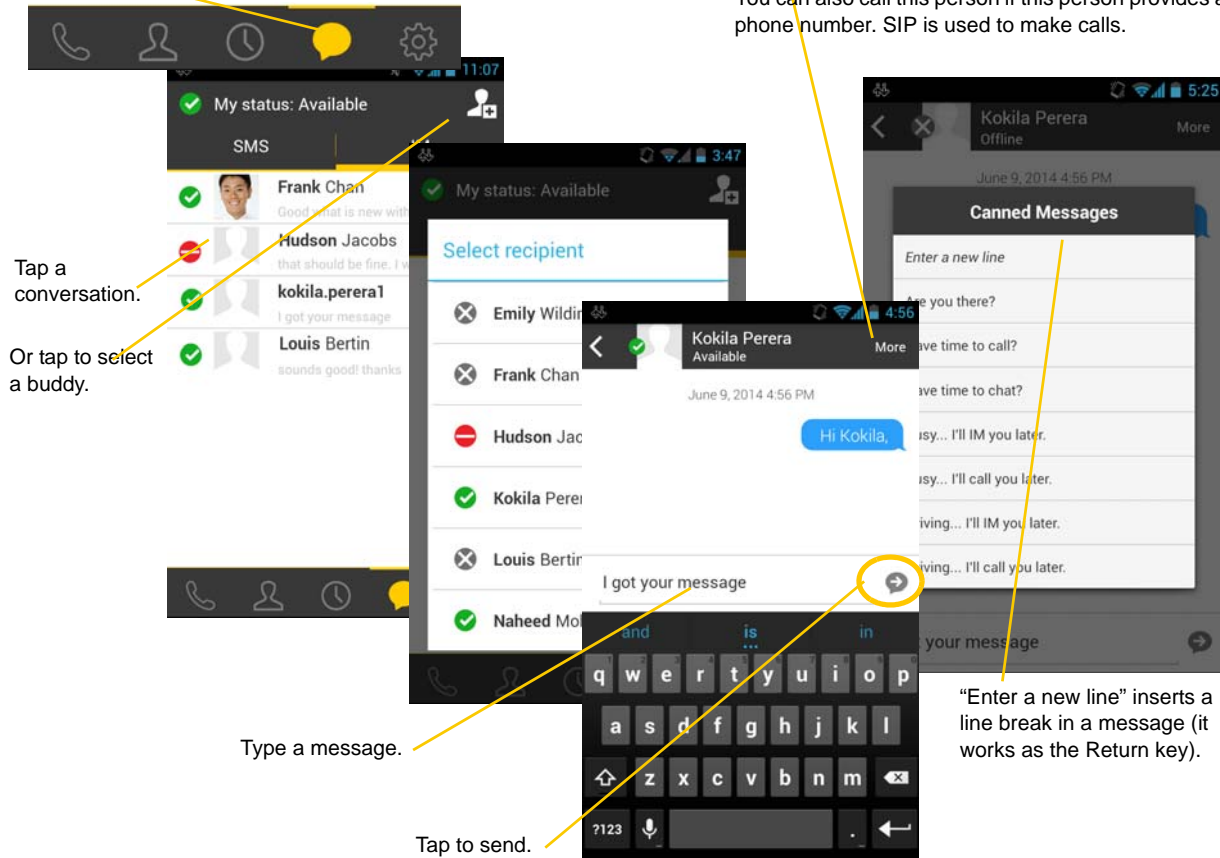 You can also call this person if this person provides a
phone number. SIP is used to make calls.
11:07
My status: Available
SMS
Frank Chan
Good what is new with
Hudson Jacobs
that should be fine. I w
kokila.perera1
I got your message
Louis Bertin
sounds good! thanks
Tap a
conversation.
Or tap to select
a buddy.
3:47
My status: Available
Select recipient
Emily
Frank Chan
Hudson
Kokila
Louis
Naheed
4:56
Kokila Perera
Available
More
June 9, 2014 4:56 PM
Hi Kokila,
I got your message
and is in
q w e r t y u i o p
a s d f g h j k l
z x c v b n m
?123 .
Type a message.
Tap to send.
5:25
Kokila Perera
Offline
More
June 9, 2014 4:56 PM
Canned Messages
Enter a new line
Are you there?
ave time to call?
ave time to chat?
usy... I'll IM you later.
usy... I'll call you later.
iving... I'll IM you later.
iving... I'll call you later.
your message
“Enter a new line” inserts a
line break in a message (it
works as the Return key).